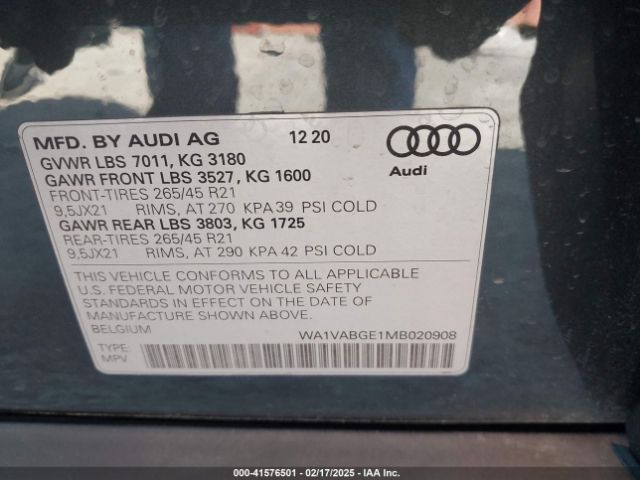 MFD. BY AUDI AG 12 20
GVWR LBS 7011, KG 3180
GAWR FRONT LBS 3527, KG 1600
FRONT-TIRES 265/45 R21
9,5JX21 RIMS, AT 270 KPA 39 PSI COLD
GAWR REAR LBS 3803, KG 1725
REAR-TIRES 265/45 R21
9,5JX21 RIMS, AT 290 KPA 42 PSI COLD
Audi
THIS VEHICLE CONFORMS TO ALL APPLICABLE
U.S. FEDERAL MOTOR VEHICLE SAFETY
STANDARDS IN EFFECT ON THE DATE OF
MANUFACTURE SHOWN ABOVE.
BELGIUM WA1VABGE1MB020908
TYPE:
MPV
000-41576501 - 02/17/2025 - IAAI.COM